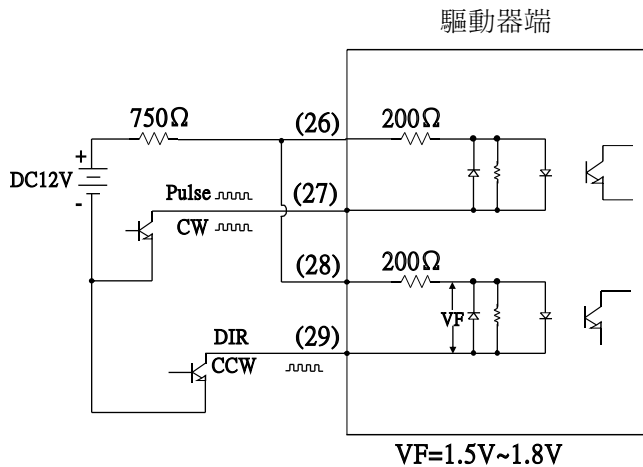 驅動器端
750Ω
(26)
200Ω
+
DC12V
-
Pulse
(27)
CW
(28)
200Ω
VF
DIR
(29)
CCW
VF=1.5V~1.8V